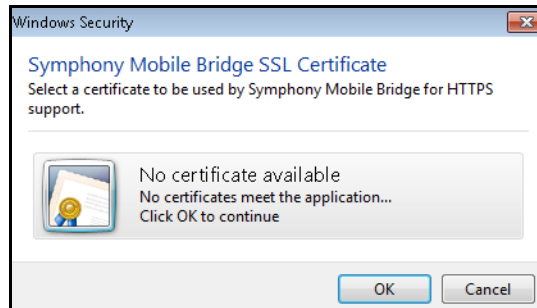 Windows Security
Symphony Mobile Bridge SSL Certificate
Select a certificate to be used by Symphony Mobile Bridge for HTTPS
support.
No certificate available
No certificates meet the application...
Click OK to continue
OK
Cancel